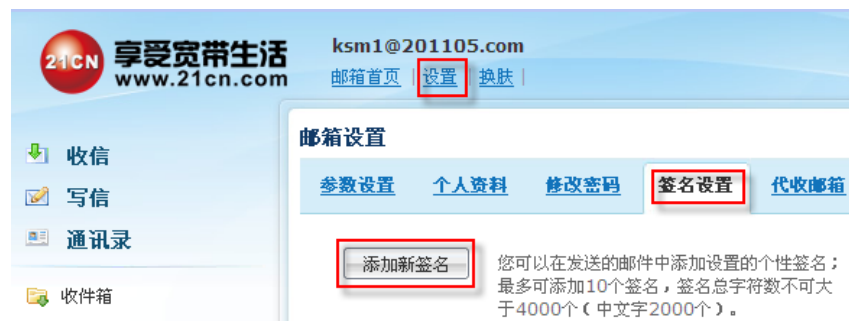 21CN 享受宽带生活
www.21cn.com
ksm1@201105.com
邮箱首页 | 设置 | 换肤 |
收信
写信
通讯录
收件箱
邮箱设置
参数设置 个人资料 修改密码 签名设置 代收邮箱
添加新签名
您可以在发送的邮件中添加设置的个性签名；
最多可添加10个签名，签名总字符数不可大
于4000个（中文字2000个）。